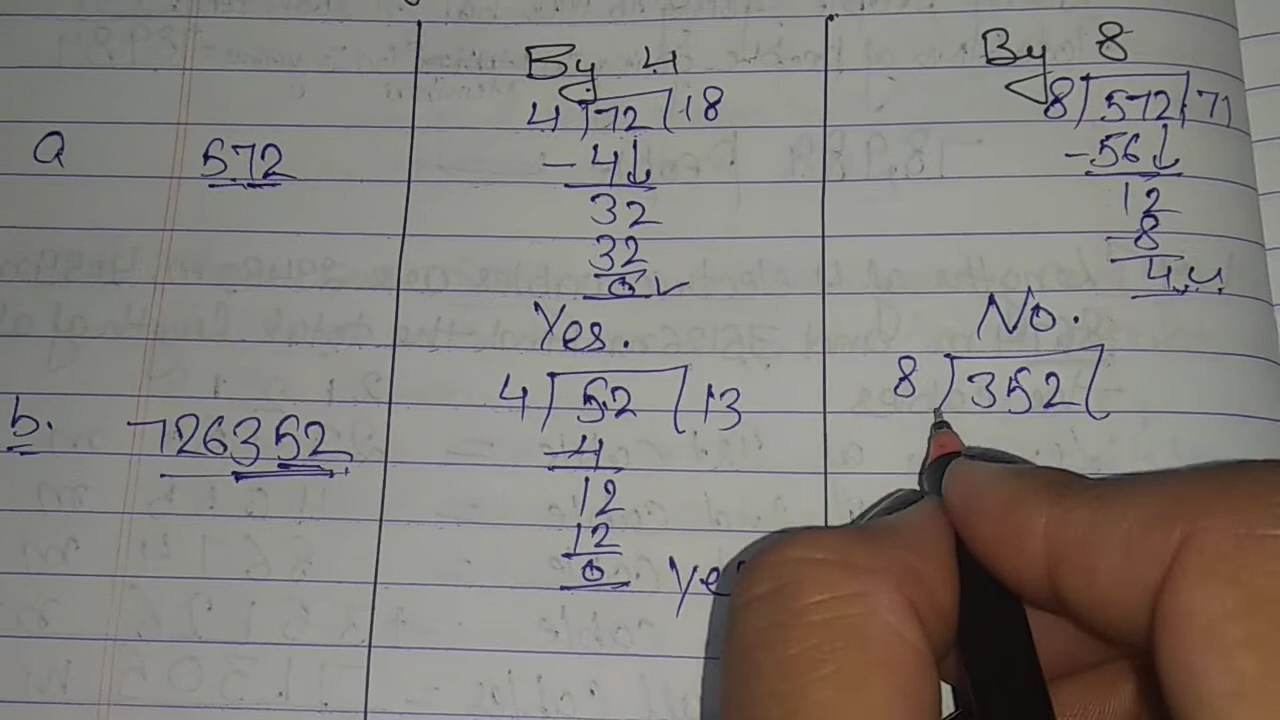 By 4
By 8
a 572
4)72(18
-4↓
32
32
0✓
Yes.
8)572(71
-56↓
12
-8
4
No.
b. 726352
4)52(13
-4
12
12
0 Yes
8)352(